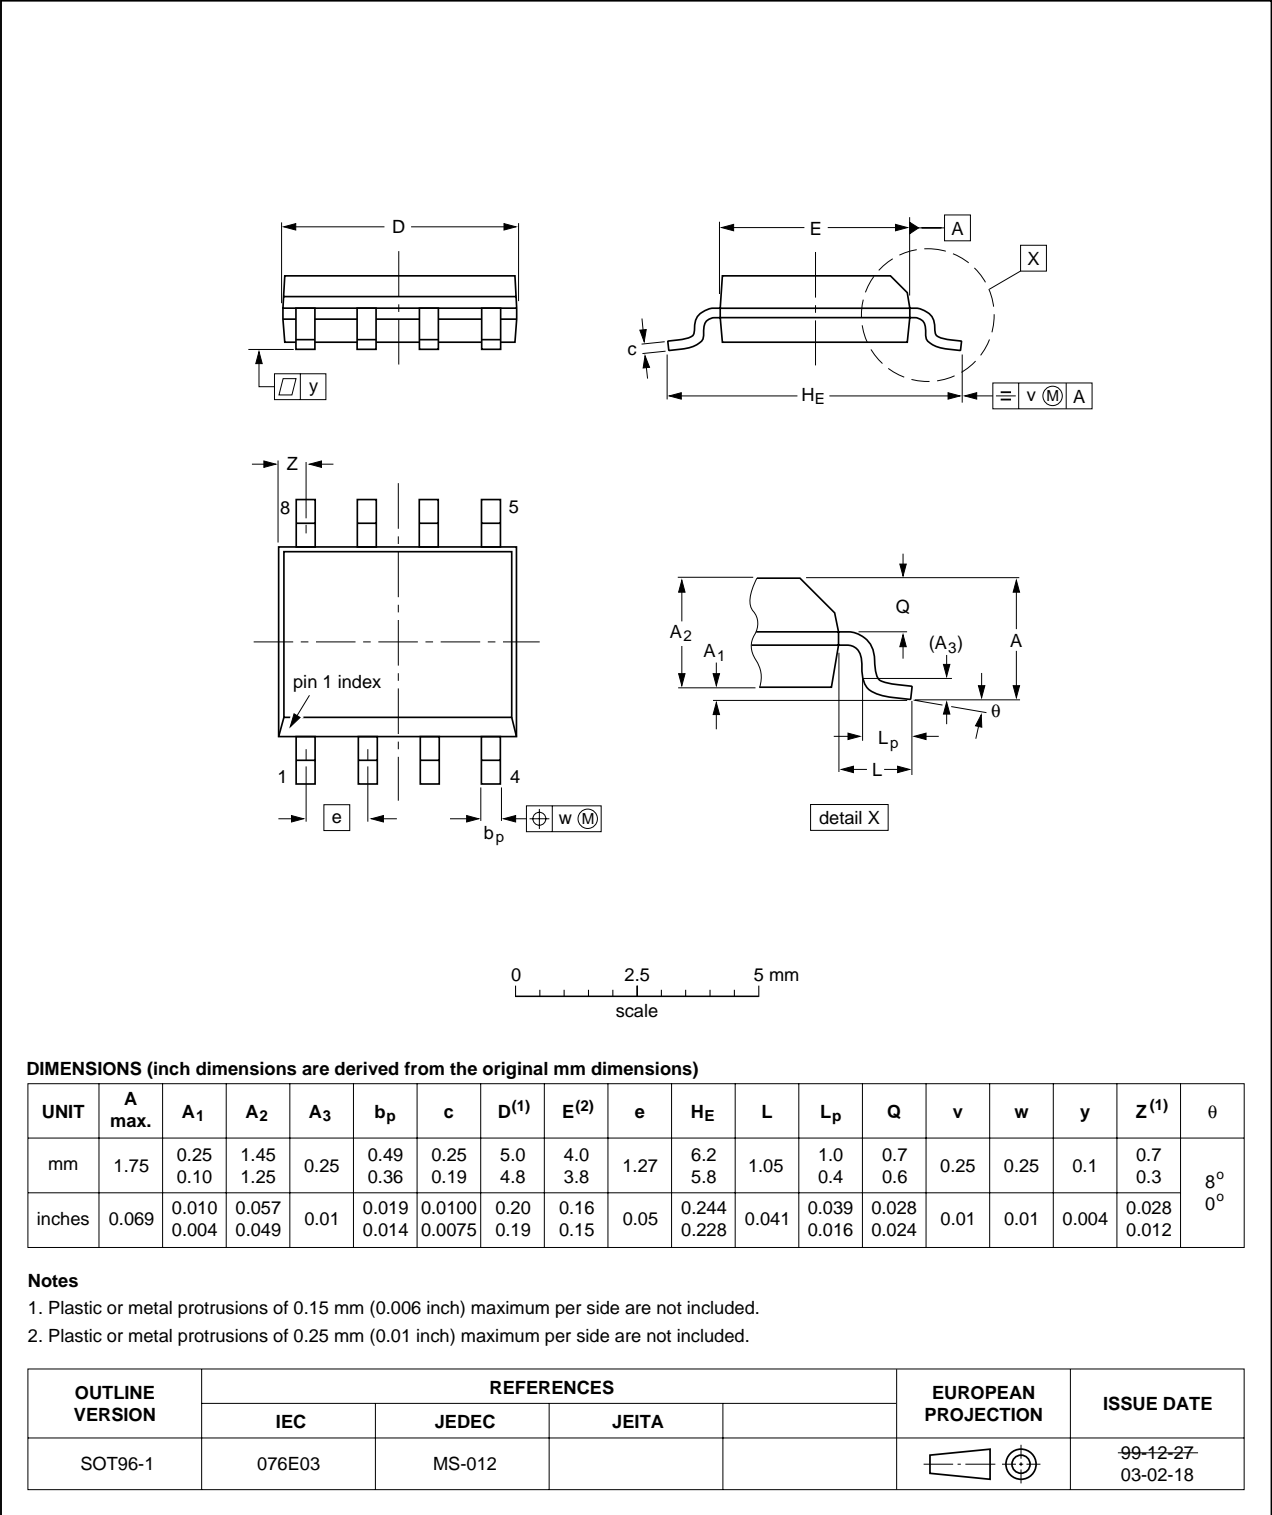 D
E
A
X
c
y
HE
v M A
Z
8
5
pin 1 index
1
4
e
bp
w M
A2
A1
Q
(A3)
A
θ
Lp
L
detail X
0 2.5 5 mm
scale
DIMENSIONS (inch dimensions are derived from the original mm dimensions)
UNIT A max. A1 A2 A3 bp c D(1) E(2) e HE L Lp Q v w y Z(1) θ
mm 1.75 0.25 0.10 1.45 1.25 0.25 0.49 0.36 0.25 0.19 5.0 4.8 4.0 3.8 1.27 6.2 5.8 1.05 1.0 0.4 0.7 0.6 0.25 0.25 0.1 0.7 0.3 8o 0o
inches 0.069 0.010 0.004 0.057 0.049 0.01 0.019 0.014 0.0100 0.0075 0.20 0.19 0.16 0.15 0.05 0.244 0.228 0.041 0.039 0.016 0.028 0.024 0.01 0.01 0.004 0.028 0.012
Notes
1. Plastic or metal protrusions of 0.15 mm (0.006 inch) maximum per side are not included.
2. Plastic or metal protrusions of 0.25 mm (0.01 inch) maximum per side are not included.
OUTLINE VERSION REFERENCES EUROPEAN PROJECTION ISSUE DATE
IEC JEDEC JEITA
SOT96-1 076E03 MS-012 99-12-27
03-02-18